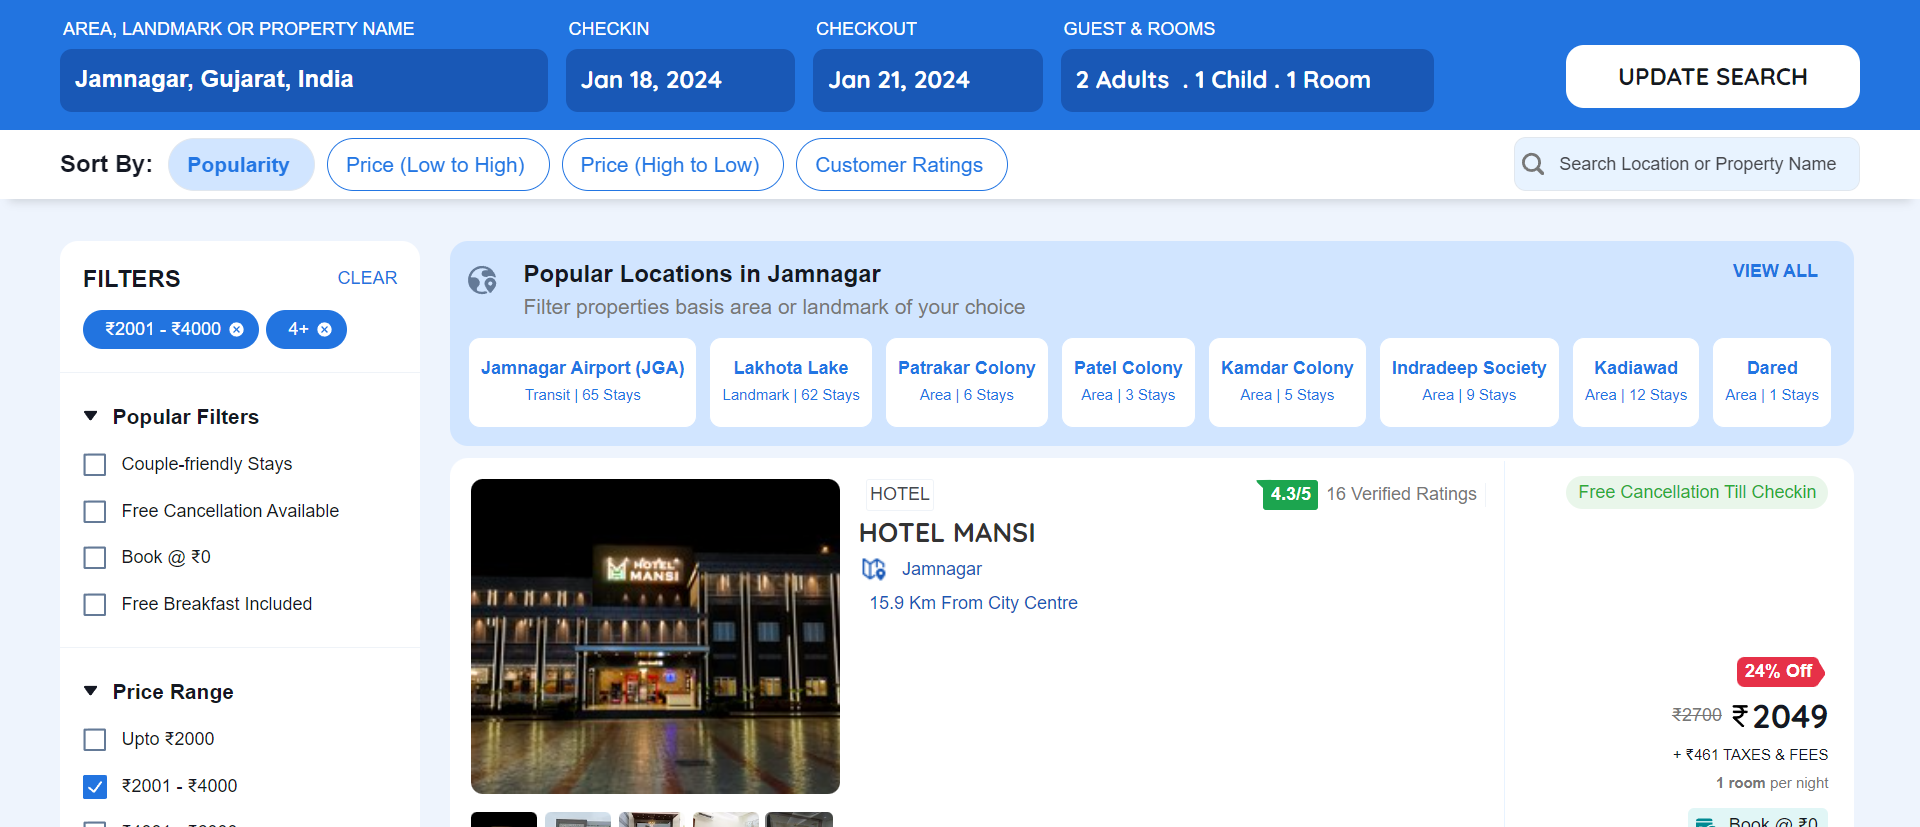 AREA, LANDMARK OR PROPERTY NAME
CHECKIN
CHECKOUT
GUEST & ROOMS
Jamnagar, Gujarat, India
Jan 18, 2024
Jan 21, 2024
2 Adults . 1 Child . 1 Room
UPDATE SEARCH
Sort By:
Popularity
Price (Low to High)
Price (High to Low)
Customer Ratings
Search Location or Property Name
FILTERS
CLEAR
₹2001 - ₹4000
4+
Popular Filters
Couple-friendly Stays
Free Cancellation Available
Book @ ₹0
Free Breakfast Included
Price Range
Upto ₹2000
₹2001 - ₹4000
Popular Locations in Jamnagar
VIEW ALL
Filter properties basis area or landmark of your choice
Jamnagar Airport (JGA)
Transit | 65 Stays
Lakhota Lake
Landmark | 62 Stays
Patrakar Colony
Area | 6 Stays
Patel Colony
Area | 3 Stays
Kamdar Colony
Area | 5 Stays
Indradeep Society
Area | 9 Stays
Kadiawad
Area | 12 Stays
Dared
Area | 1 Stays
HOTEL
MANSI
HOTEL
4.3/5 16 Verified Ratings
HOTEL MANSI
Jamnagar
15.9 Km From City Centre
Free Cancellation Till Checkin
24% Off
₹2700 ₹2049
+ ₹461 TAXES & FEES
1 room per night
Book @ ₹0